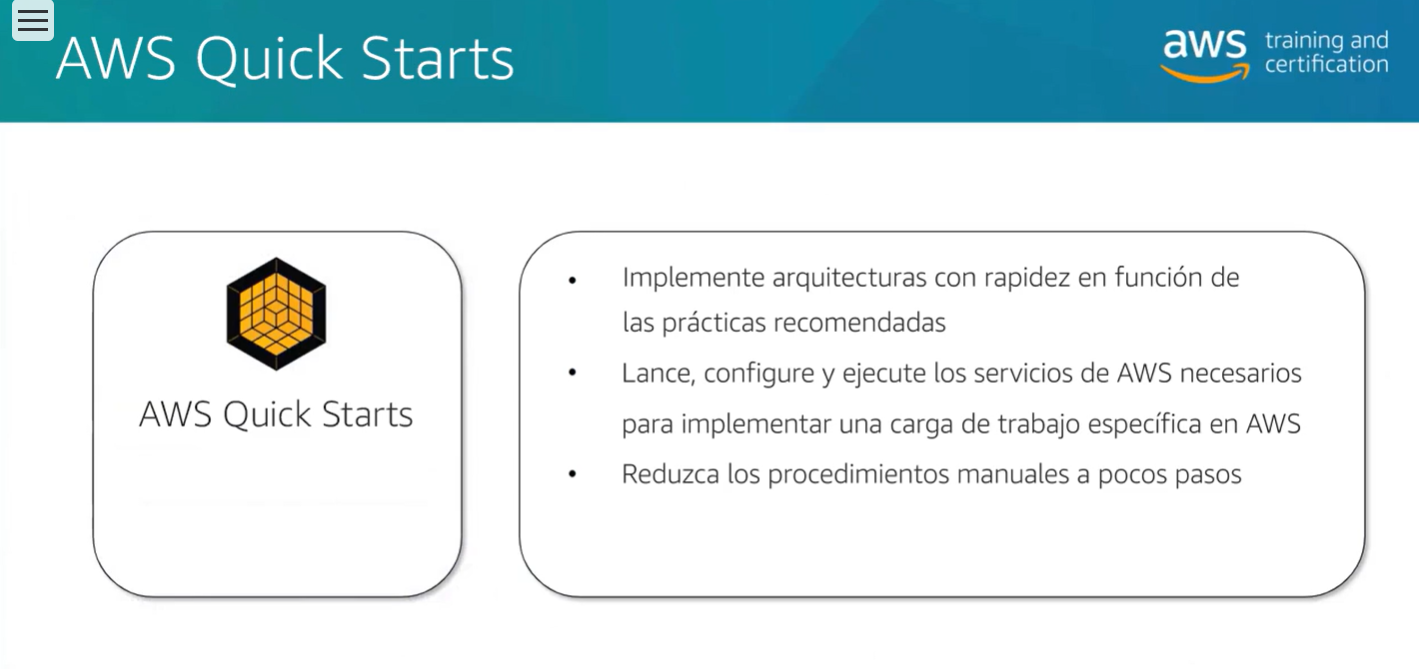 AWS Quick Starts
aws training and
certification
AWS Quick Starts
• Implemente arquitecturas con rapidez en función de
las prácticas recomendadas
• Lance, configure y ejecute los servicios de AWS necesarios
para implementar una carga de trabajo específica en AWS
• Reduzca los procedimientos manuales a pocos pasos